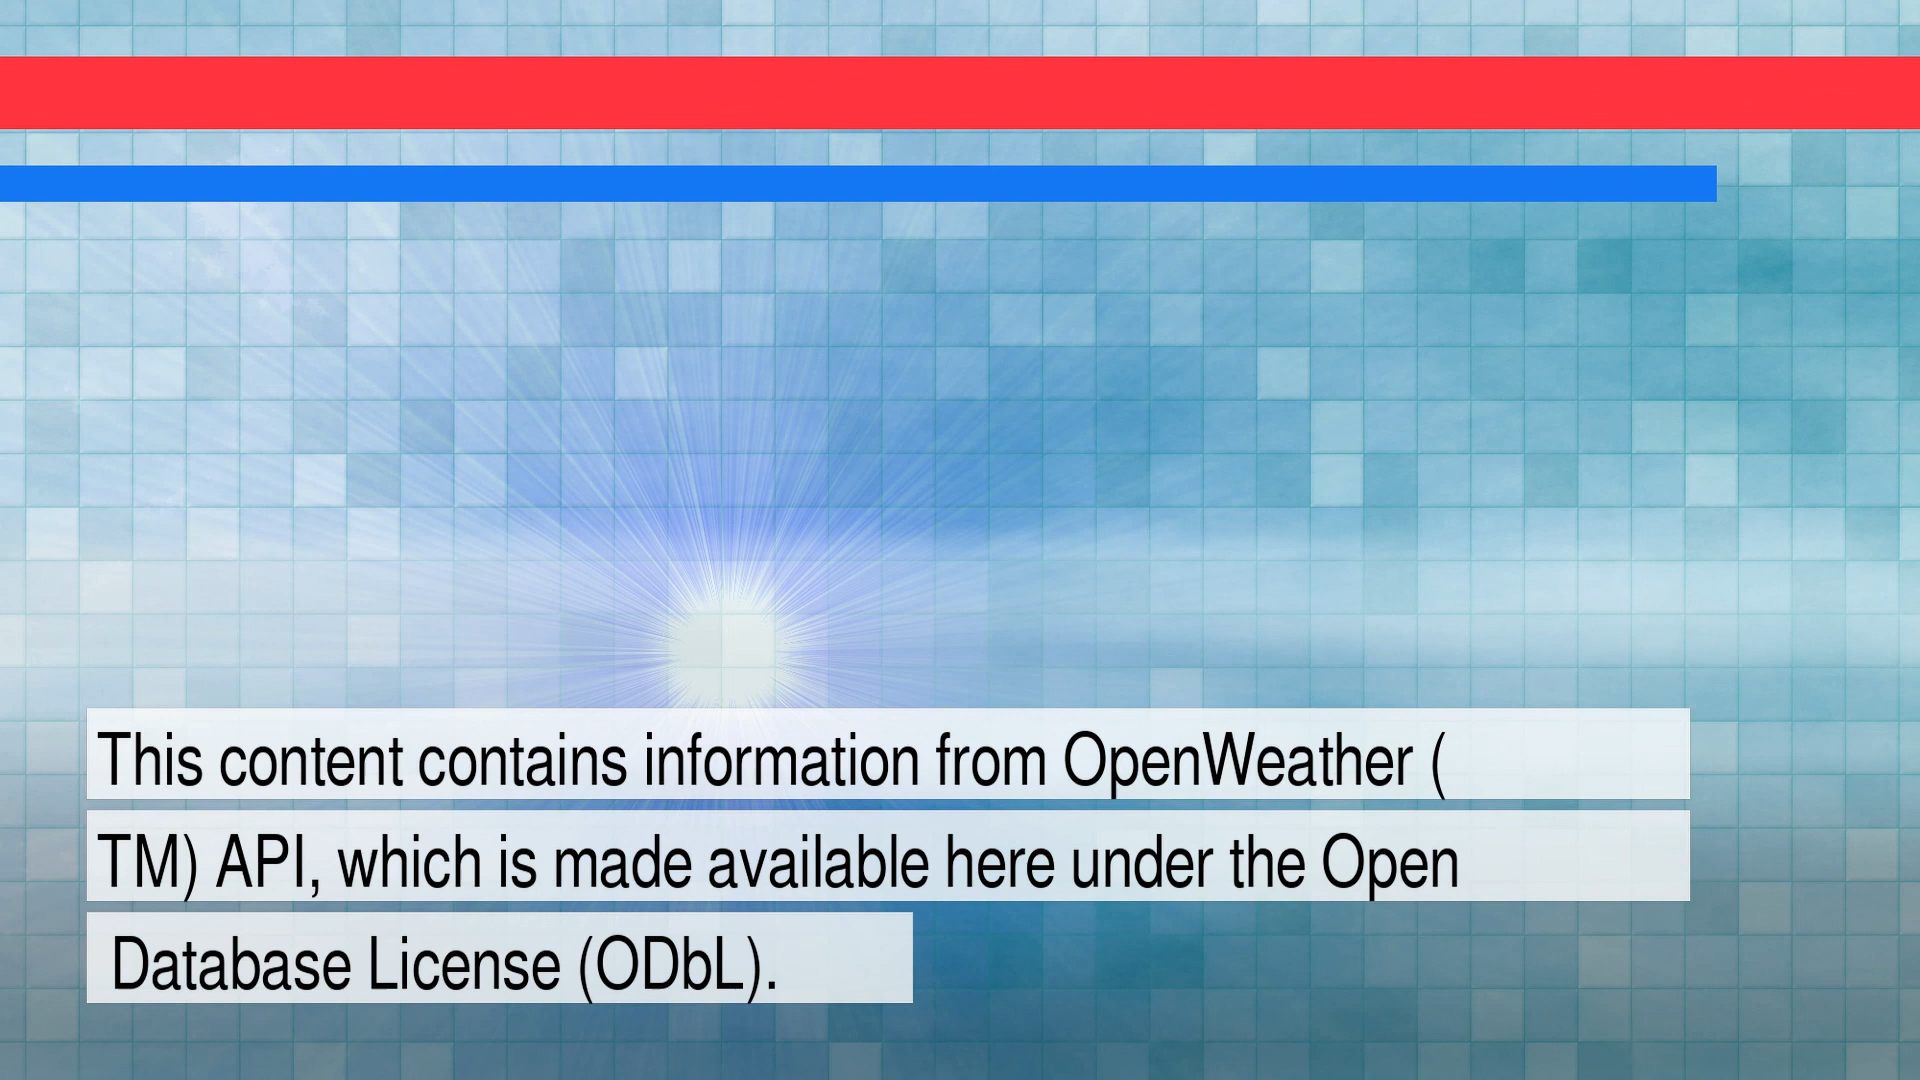 This content contains information from OpenWeather (
TM) API, which is made available here under the Open
Database License (ODbL).